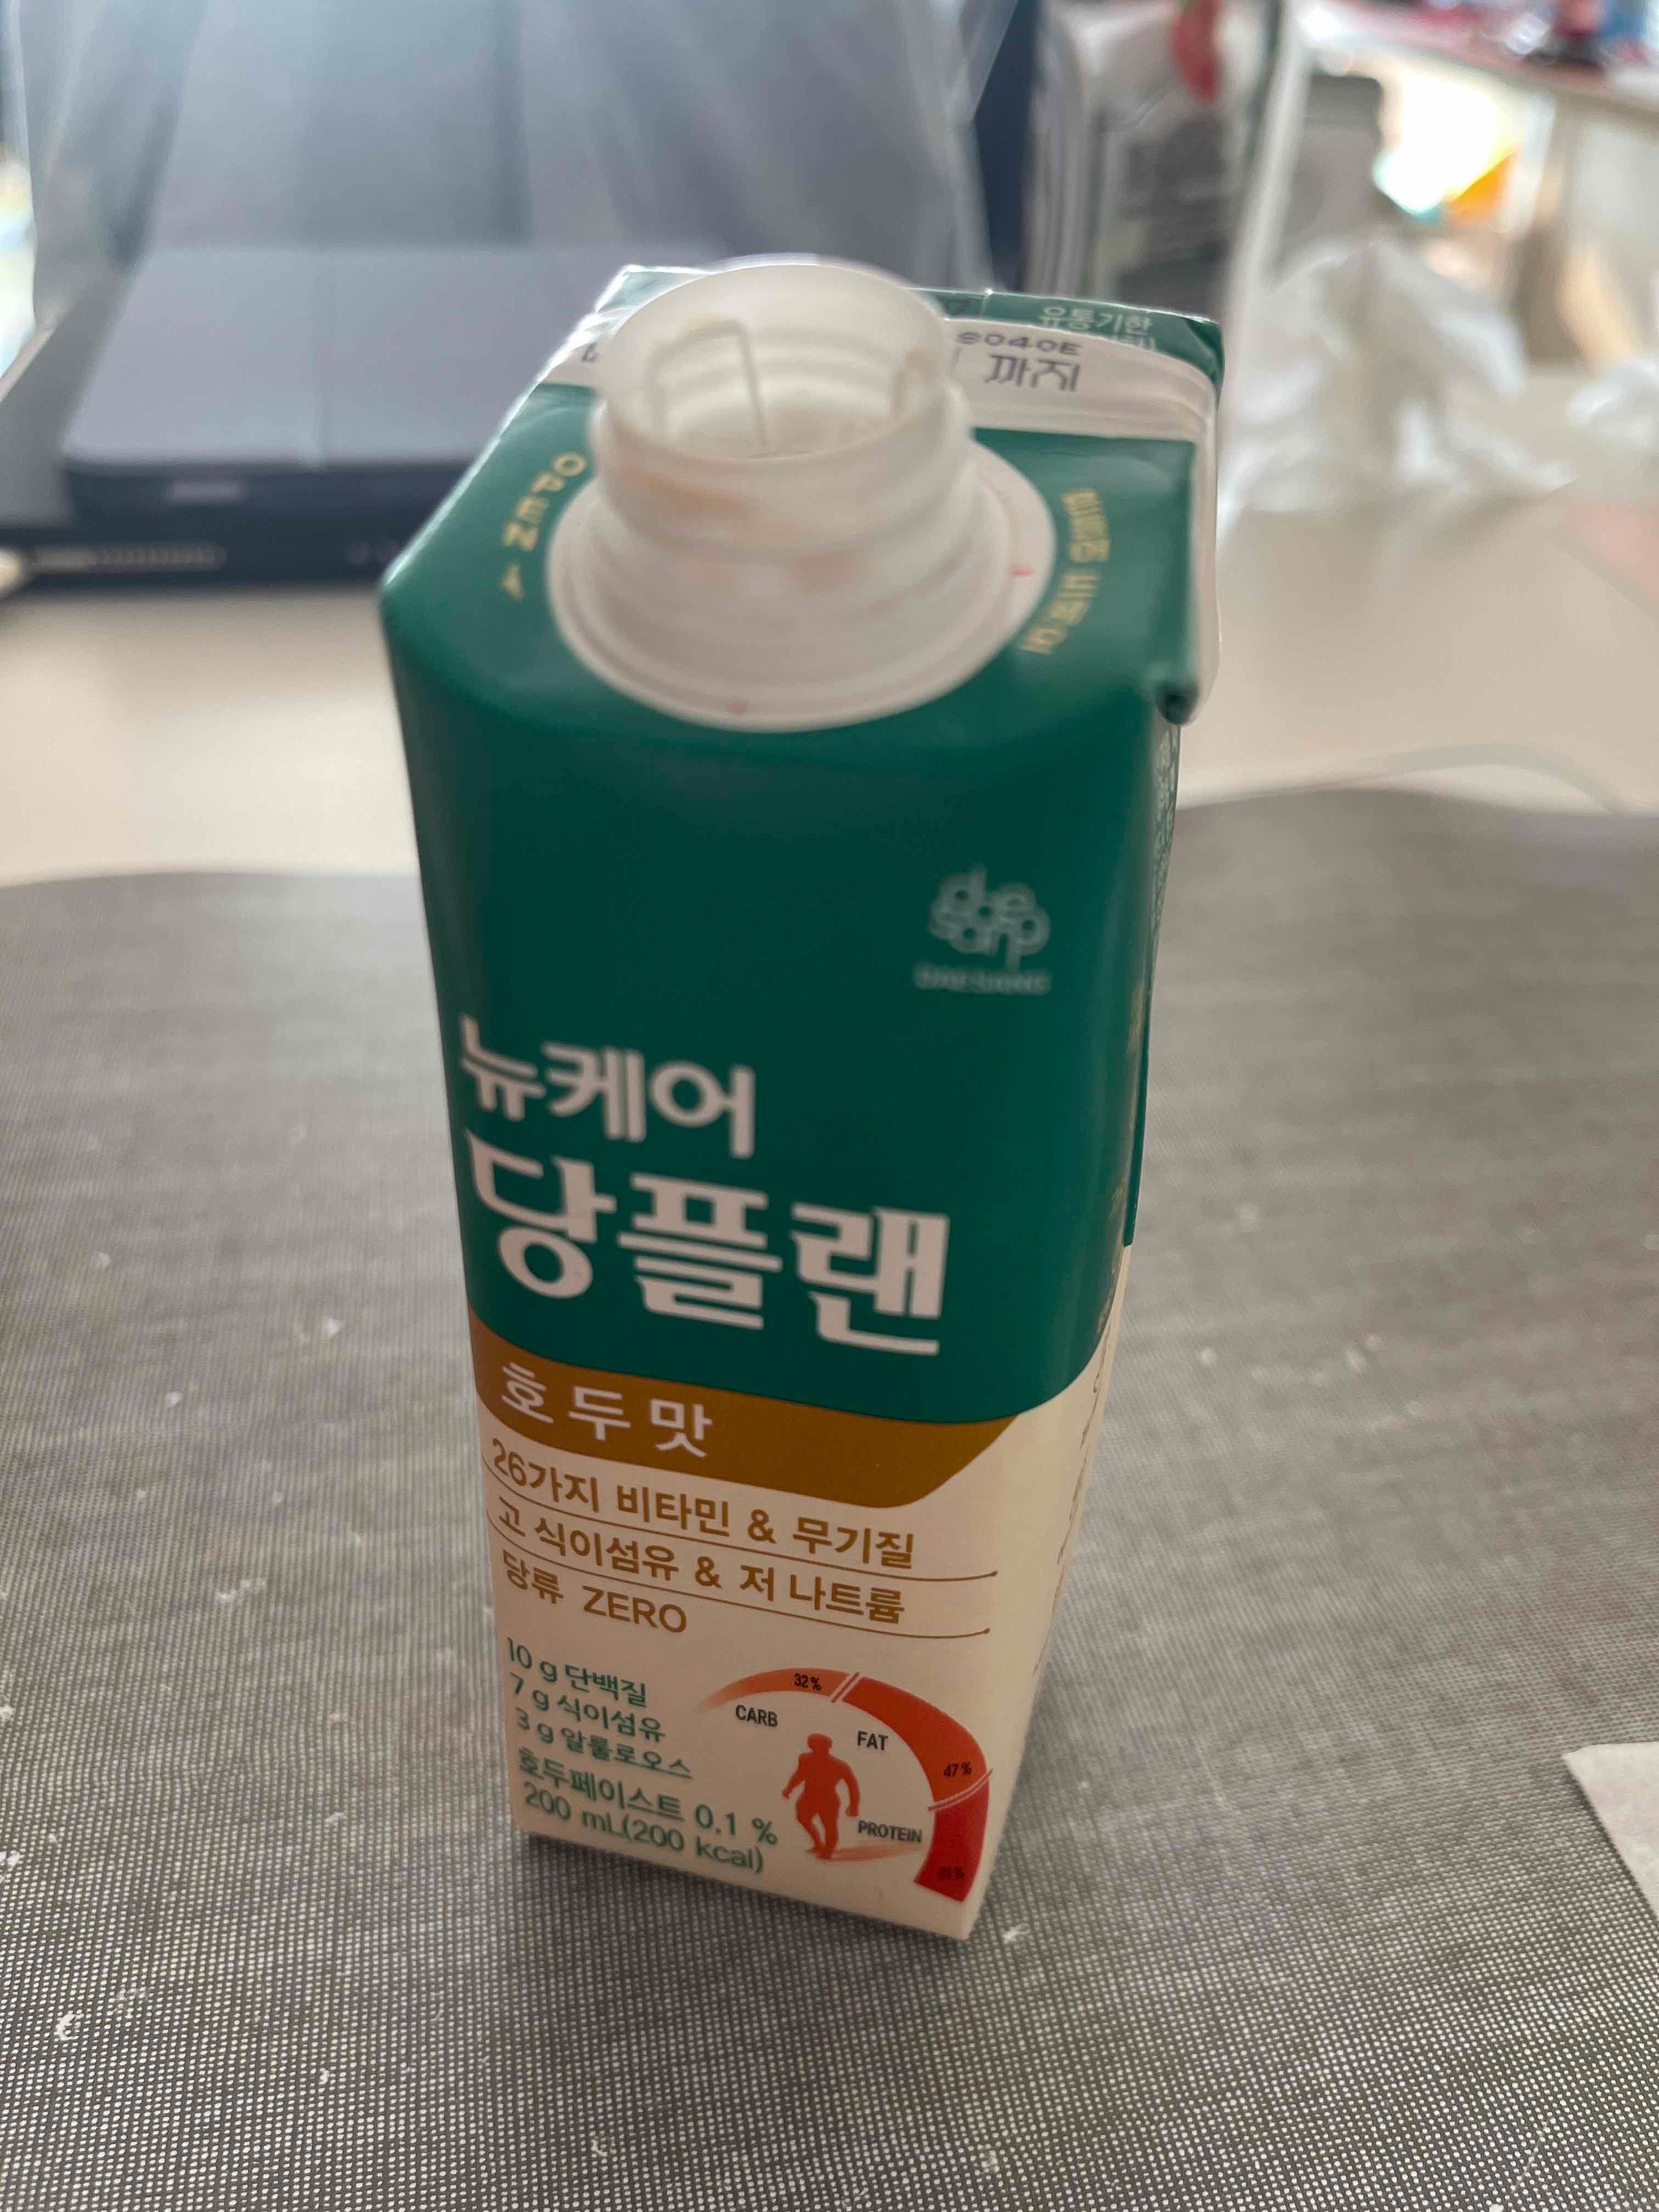 유통기한
S040E
까지
OPEN
daesang
DAESANG
뉴케어
당플랜
호두맛
26가지 비타민 & 무기질
고 식이섬유 & 저 나트륨
당류 ZERO
10 g 단백질
7 g 식이섬유
3 g 알룰로오스
호두페이스트 0.1 %
200 mL(200 kcal)
32%
CARB
FAT
47%
PROTEIN